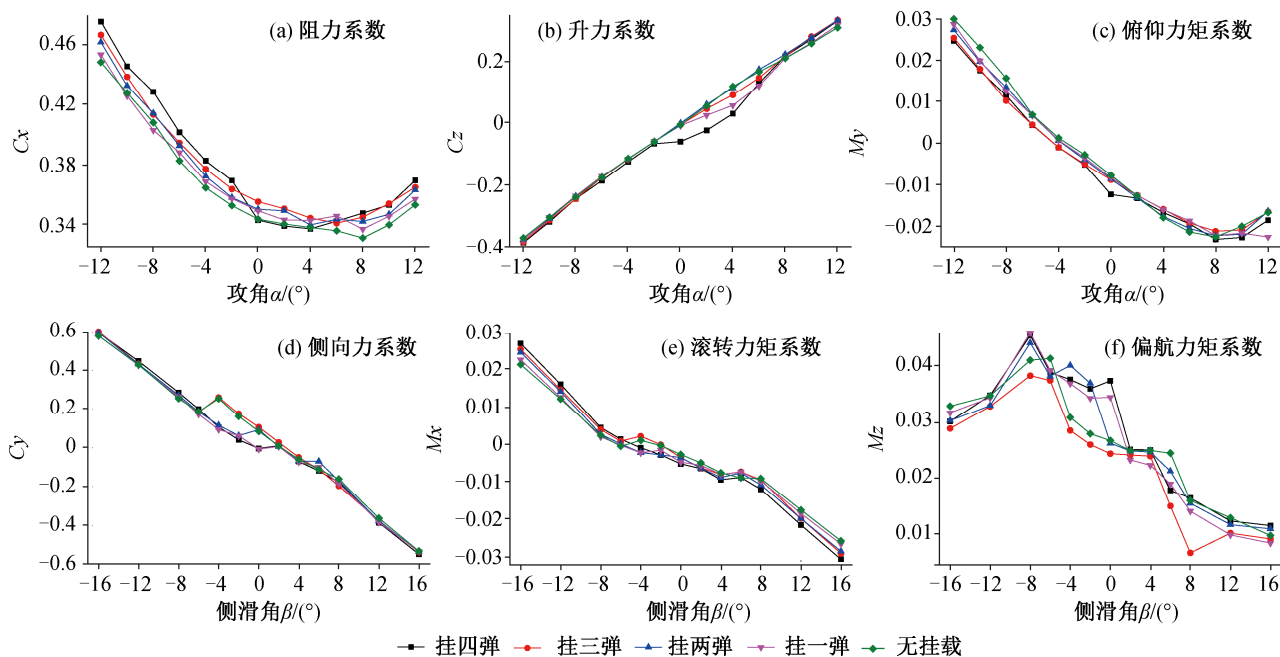 (a) 阻力系数
Cx
0.46
0.42
0.38
0.34
−12 −8 −4 0 4 8 12
攻角α/(°)
(b) 升力系数
Cz
0.2
0
−0.2
−0.4
−12 −8 −4 0 4 8 12
攻角α/(°)
(c) 俯仰力矩系数
My
0.03
0.02
0.01
0
−0.01
−0.02
−12 −8 −4 0 4 8 12
攻角α/(°)
(d) 侧向力系数
Cy
0.6
0.4
0.2
0
−0.2
−0.4
−0.6
−16 −12 −8 −4 0 4 8 12 16
侧滑角β/(°)
(e) 滚转力矩系数
Mx
0.03
0.02
0.01
0
−0.01
−0.02
−0.03
−16 −12 −8 −4 0 4 8 12 16
侧滑角β/(°)
(f) 偏航力矩系数
Mz
0.04
0.03
0.02
0.01
−16 −12 −8 −4 0 4 8 12 16
侧滑角β/(°)
挂四弹 挂三弹 挂两弹 挂一弹 无挂载